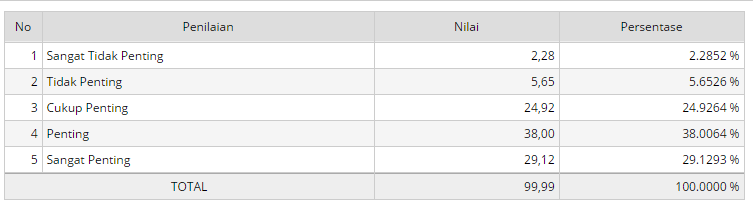 No Penilaian Nilai Persentase
1 Sangat Tidak Penting 2,28 2.2852 %
2 Tidak Penting 5,65 5.6526 %
3 Cukup Penting 24,92 24.9264 %
4 Penting 38,00 38.0064 %
5 Sangat Penting 29,12 29.1293 %
TOTAL 99,99 100.0000 %